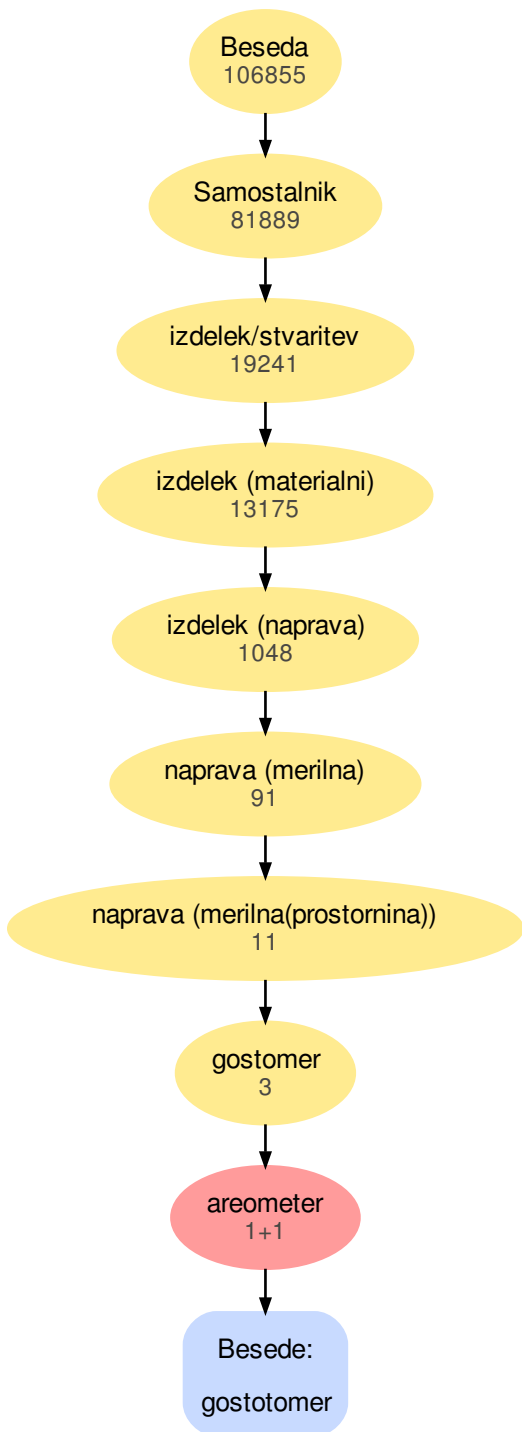 Beseda
106855
Samostalnik
81889
izdelek/stvaritev
19241
izdelek (materialni)
13175
izdelek (naprava)
1048
naprava (merilna)
91
naprava (merilna(prostornina))
11
gostomer
3
areometer
1+1
Besede:
gostotomer